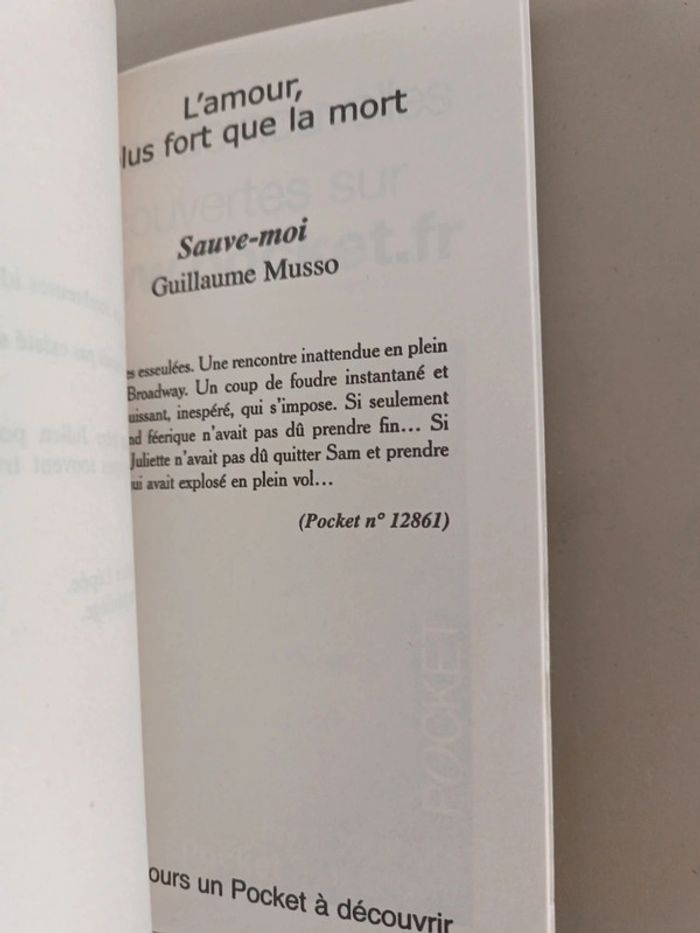 L'amour,
lus fort que la mort
Sauve-moi
Guillaume Musso
es esseulées. Une rencontre inattendue en plein
Broadway. Un coup de foudre instantané et
uissant, inespéré, qui s'impose. Si seulement
nd féerique n'avait pas dû prendre fin... Si
Juliette n'avait pas dû quitter Sam et prendre
ui avait explosé en plein vol...
(Pocket n° 12861)
POCKET
ours un Pocket à découvrir